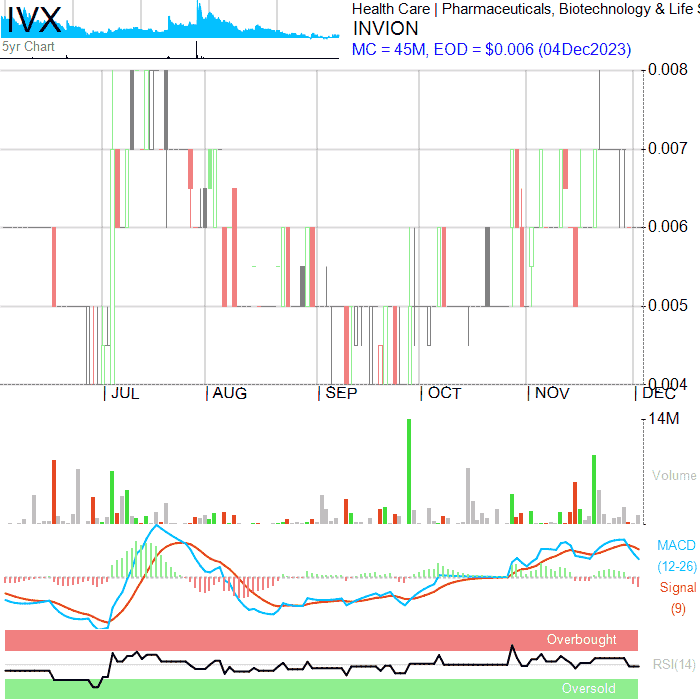 IVX
5yr Chart
Health Care | Pharmaceuticals, Biotechnology & Life S
INVION
MC = 45M, EOD = $0.006 (04Dec2023)
0.008
0.007
0.006
0.005
0.004
JUL
AUG
SEP
OCT
NOV
DEC
14M
Volume
MACD
(12-26)
Signal
(9)
Overbought
RSI(14)
Oversold